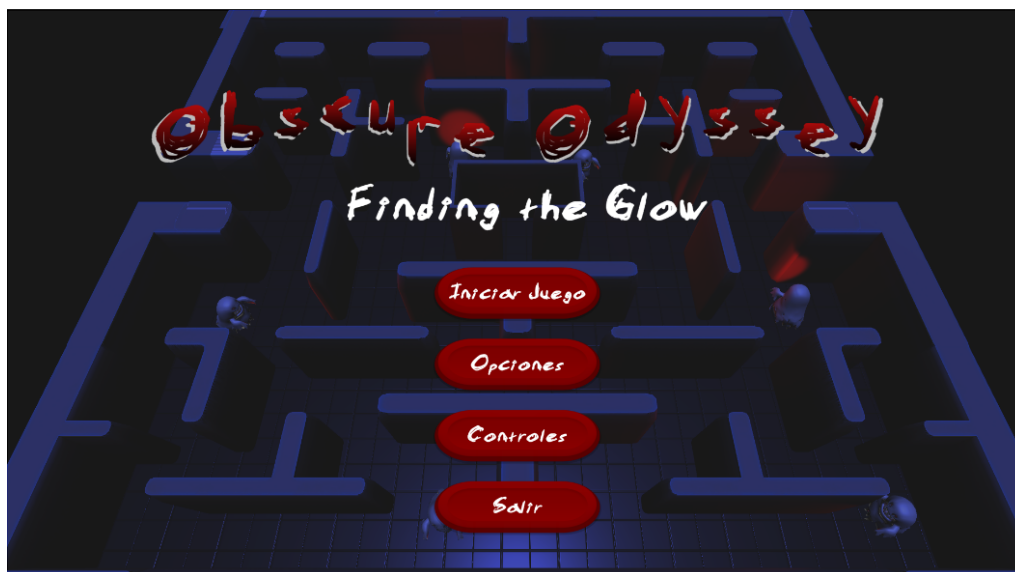 Obscure Odyssey
Finding the Glow
Iniciar Juego
Opciones
Controles
Salir